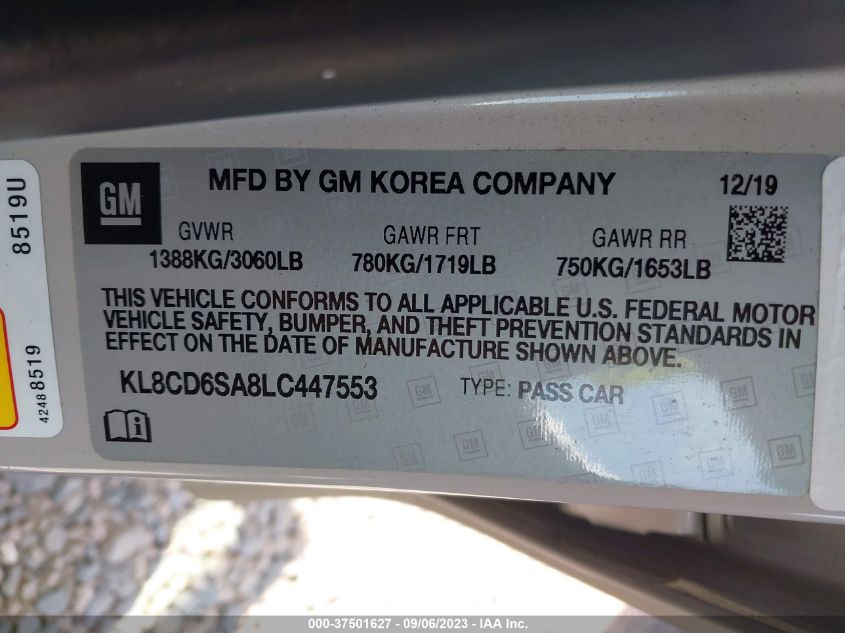 8519U
42488519
GM
MFD BY GM KOREA COMPANY
12/19
GVWR
GAWR FRT
GAWR RR
1388KG/3060LB
780KG/1719LB
750KG/1653LB
THIS VEHICLE CONFORMS TO ALL APPLICABLE U.S. FEDERAL MOTOR
VEHICLE SAFETY, BUMPER, AND THEFT PREVENTION STANDARDS IN
EFFECT ON THE DATE OF MANUFACTURE SHOWN ABOVE.
KL8CD6SA8LC447553
TYPE: PASS CAR
000-37501627 - 09/06/2023 - IAA Inc.